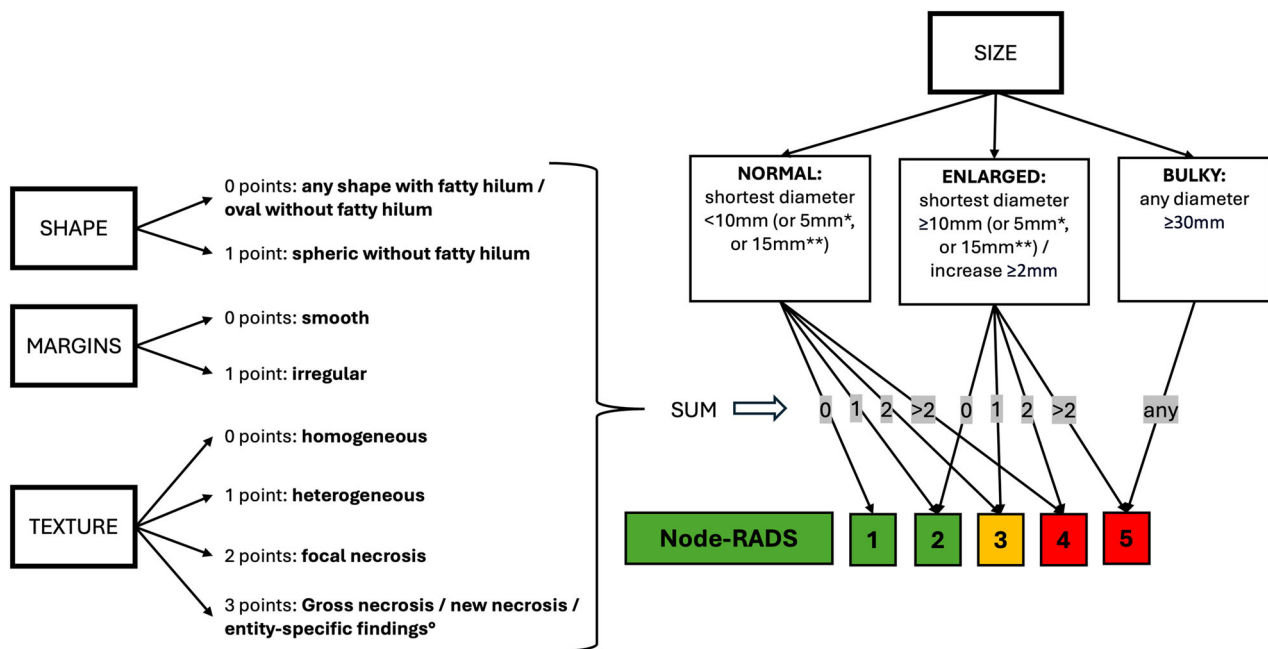 SIZE
NORMAL:
shortest diameter
<10mm (or 5mm*,
or 15mm**)
ENLARGED:
shortest diameter
≥10mm (or 5mm*,
or 15mm**) /
increase ≥2mm
BULKY:
any diameter
≥30mm
SHAPE
0 points: any shape with fatty hilum /
oval without fatty hilum
1 point: spheric without fatty hilum
MARGINS
0 points: smooth
1 point: irregular
TEXTURE
0 points: homogeneous
1 point: heterogeneous
2 points: focal necrosis
3 points: Gross necrosis / new necrosis /
entity-specific findings°
SUM
0 1 2 >2 0 1 2 >2 any
Node-RADS 1 2 3 4 5